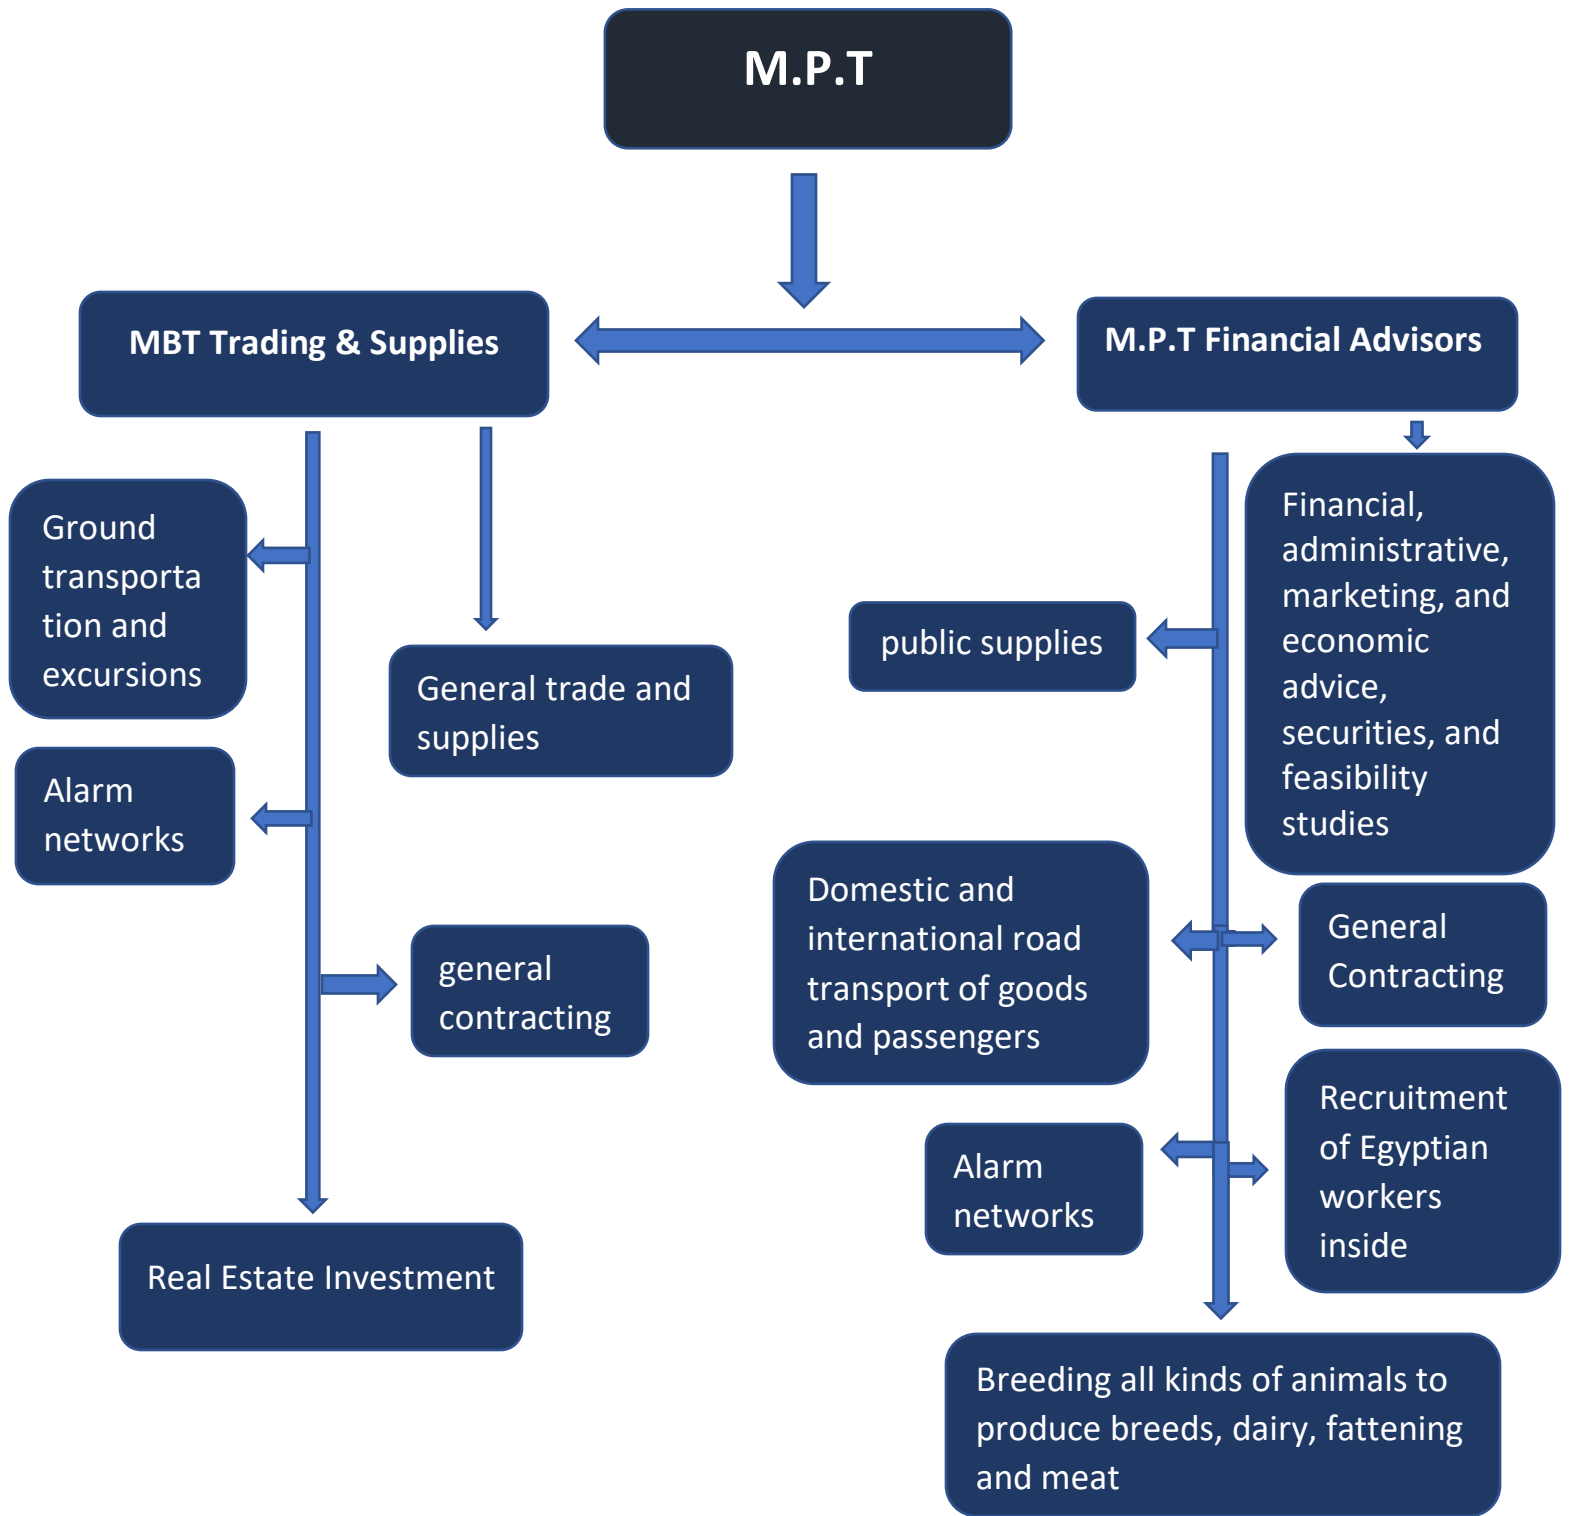 M.P.T
MBT Trading & Supplies
M.P.T Financial Advisors
Ground
transporta
tion and
excursions
General trade and
supplies
Alarm
networks
general
contracting
Real Estate Investment
Financial,
administrative,
marketing, and
economic
advice,
securities, and
feasibility
studies
public supplies
Domestic and
international road
transport of goods
and passengers
General
Contracting
Alarm
networks
Recruitment
of Egyptian
workers
inside
Breeding all kinds of animals to
produce breeds, dairy, fattening
and meat